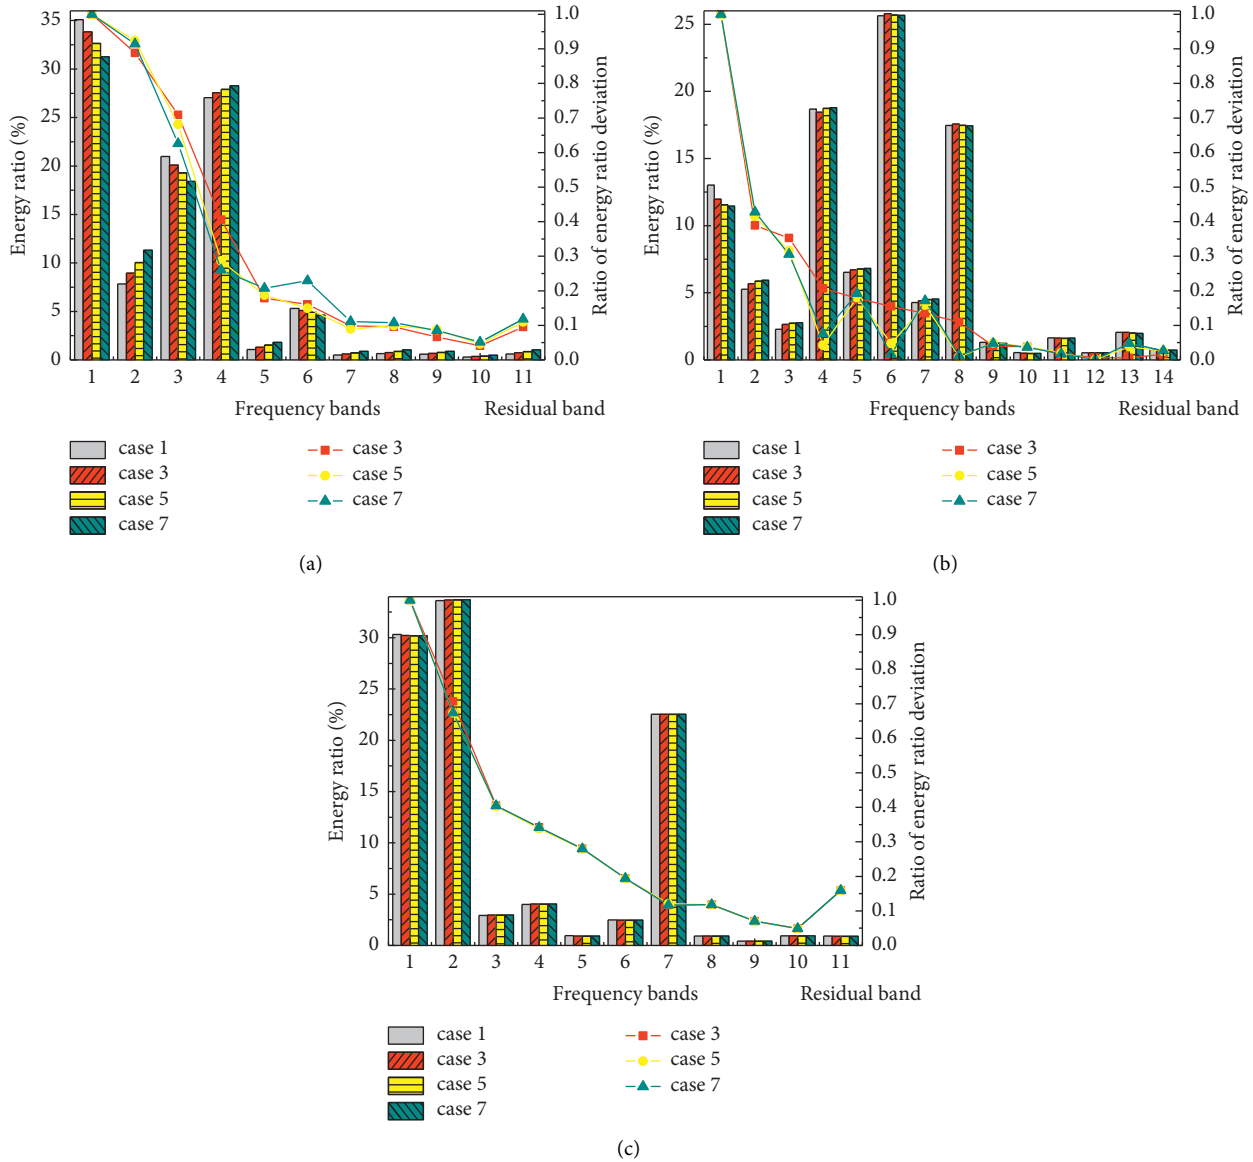 35
30
25
20
15
10
5
0
Energy ratio (%)
1.0
0.9
0.8
0.7
0.6
0.5
0.4
0.3
0.2
0.1
0.0
Ratio of energy ratio deviation
1 2 3 4 5 6 7 8 9 10 11
Frequency bands
Residual band
case 1
case 3
case 5
case 7
case 3
case 5
case 7
(a)
25
20
15
10
5
0
Energy ratio (%)
1.0
0.9
0.8
0.7
0.6
0.5
0.4
0.3
0.2
0.1
0.0
Ratio of energy ratio deviation
1 2 3 4 5 6 7 8 9 10 11 12 13 14
Frequency bands
Residual band
case 1
case 3
case 5
case 7
case 3
case 5
case 7
(b)
30
25
20
15
10
5
0
Energy ratio (%)
1.0
0.9
0.8
0.7
0.6
0.5
0.4
0.3
0.2
0.1
0.0
Ratio of energy ratio deviation
1 2 3 4 5 6 7 8 9 10 11
Frequency bands
Residual band
case 1
case 3
case 5
case 7
case 3
case 5
case 7
(c)